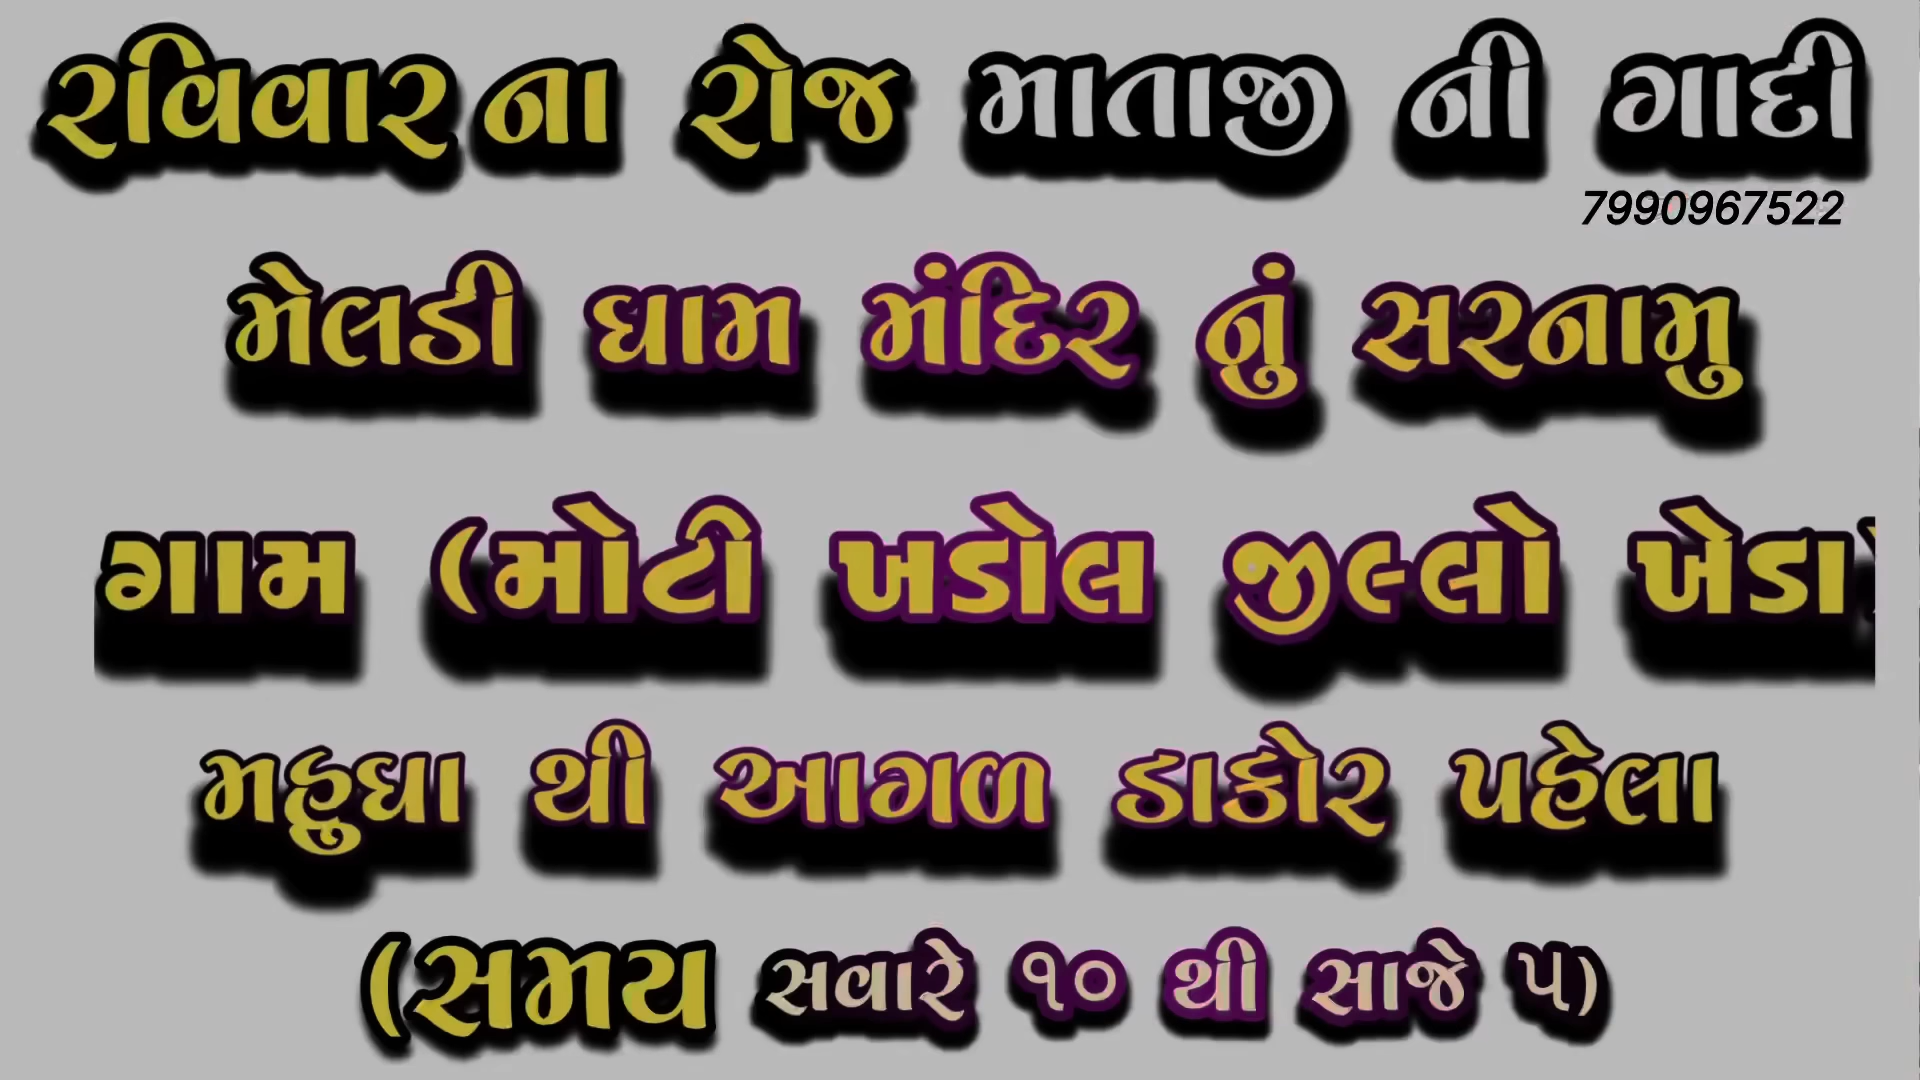 રવિવાર ના રોજ માતાજી ની ગાદી
7990967522
મેલડી ધામ મંદિર નું સરનામુ
ગામ (મોટી ખડોલ જીલ્લો ખેડા)
મહુધા થી આગળ ડાકોર પહેલા
(સમય સવારે ૧૦ થી સાજે ૫)